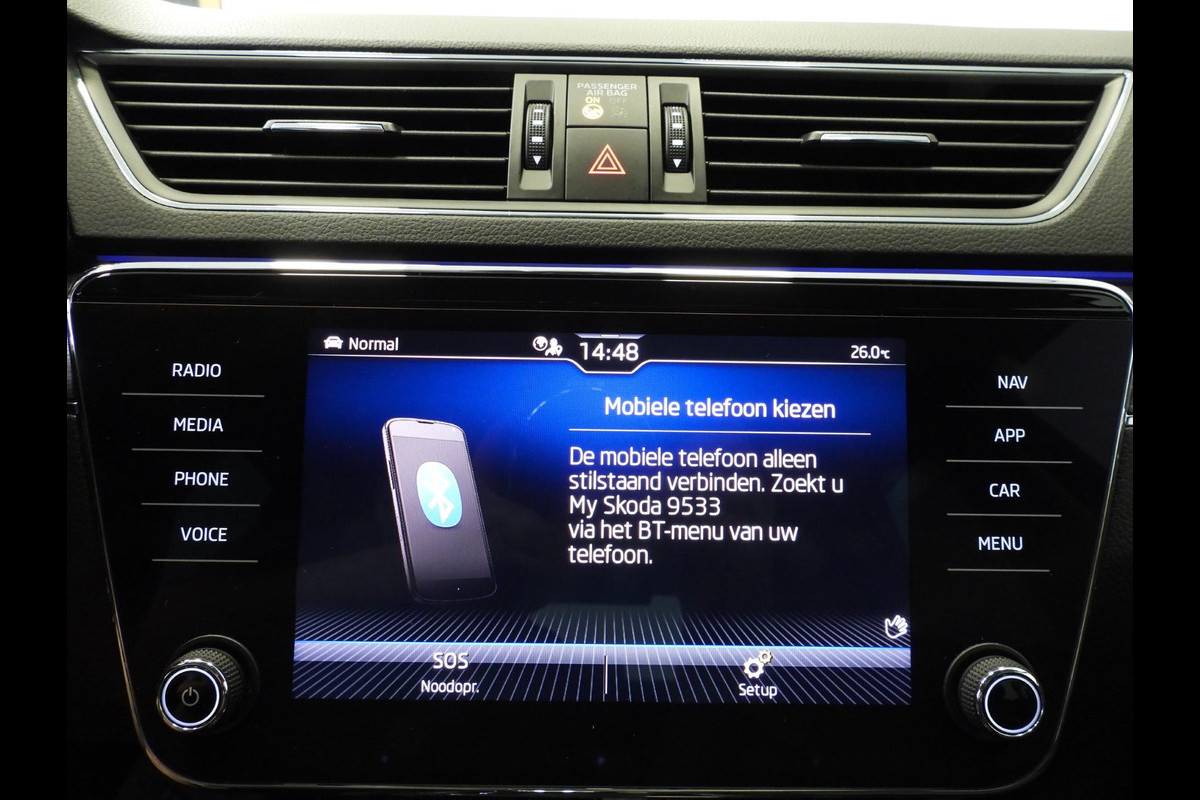 PASSENGER
AIR BAG
ON OFF
Normal
14:48
26.0°C
RADIO
MEDIA
PHONE
VOICE
Mobiele telefoon kiezen
De mobiele telefoon alleen
stilstaand verbinden. Zoekt u
My Skoda 9533
via het BT-menu van uw
telefoon.
SOS
Noodopr.
Setup
NAV
APP
CAR
MENU